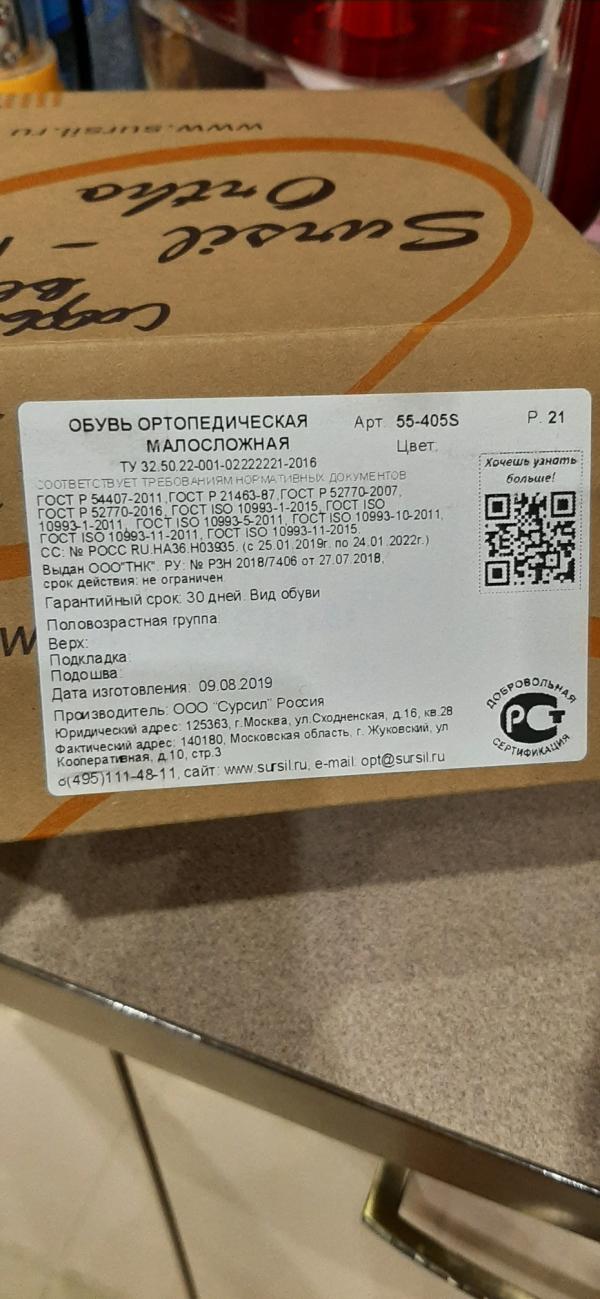 www.sursil.ru
Sursil -
Ortho
ОБУВЬ ОРТОПЕДИЧЕСКАЯ
МАЛОСЛОЖНАЯ
Арт. 55-405S
Р. 21
Цвет:
ТУ 32.50.22-001-02222221-2016
СООТВЕТСТВУЕТ ТРЕБОВАНИЯМ НОРМАТИВНЫХ ДОКУМЕНТОВ
ГОСТ Р 54407-2011, ГОСТ Р 21463-87, ГОСТ Р 52770-2007,
ГОСТ Р 52770-2016, ГОСТ ISO 10993-1-2015, ГОСТ ISO
10993-1-2011, ГОСТ ISO 10993-5-2011, ГОСТ ISO 10993-10-2011,
ГОСТ ISO 10993-11-2011, ГОСТ ISO 10993-11-2015.
СС: № РОСС RU.HA36.H03935. (с 25.01.2019г. по 24.01.2022г.)
Выдан ООО"ТНК". РУ: № РЗН 2018/7406 от 27.07.2018,
срок действия: не ограничен
Гарантийный срок: 30 дней. Вид обуви
Половозрастная группа:
Верх:
Подкладка:
Подошва:
Дата изготовления: 09.08.2019
Производитель: ООО "Сурсил" Россия
Юридический адрес: 125363, г.Москва, ул.Сходненская, д.16, кв.28
Фактический адрес: 140180, Московская область, г. Жуковский, ул
Кооперативная, д.10, стр.3
8(495)111-48-11, сайт: www.sursil.ru, e-mail: opt@sursil.ru
Хочешь узнать
больше!
ДОБРОВОЛЬНАЯ
РСТ
СЕРТИФИКАЦИЯ